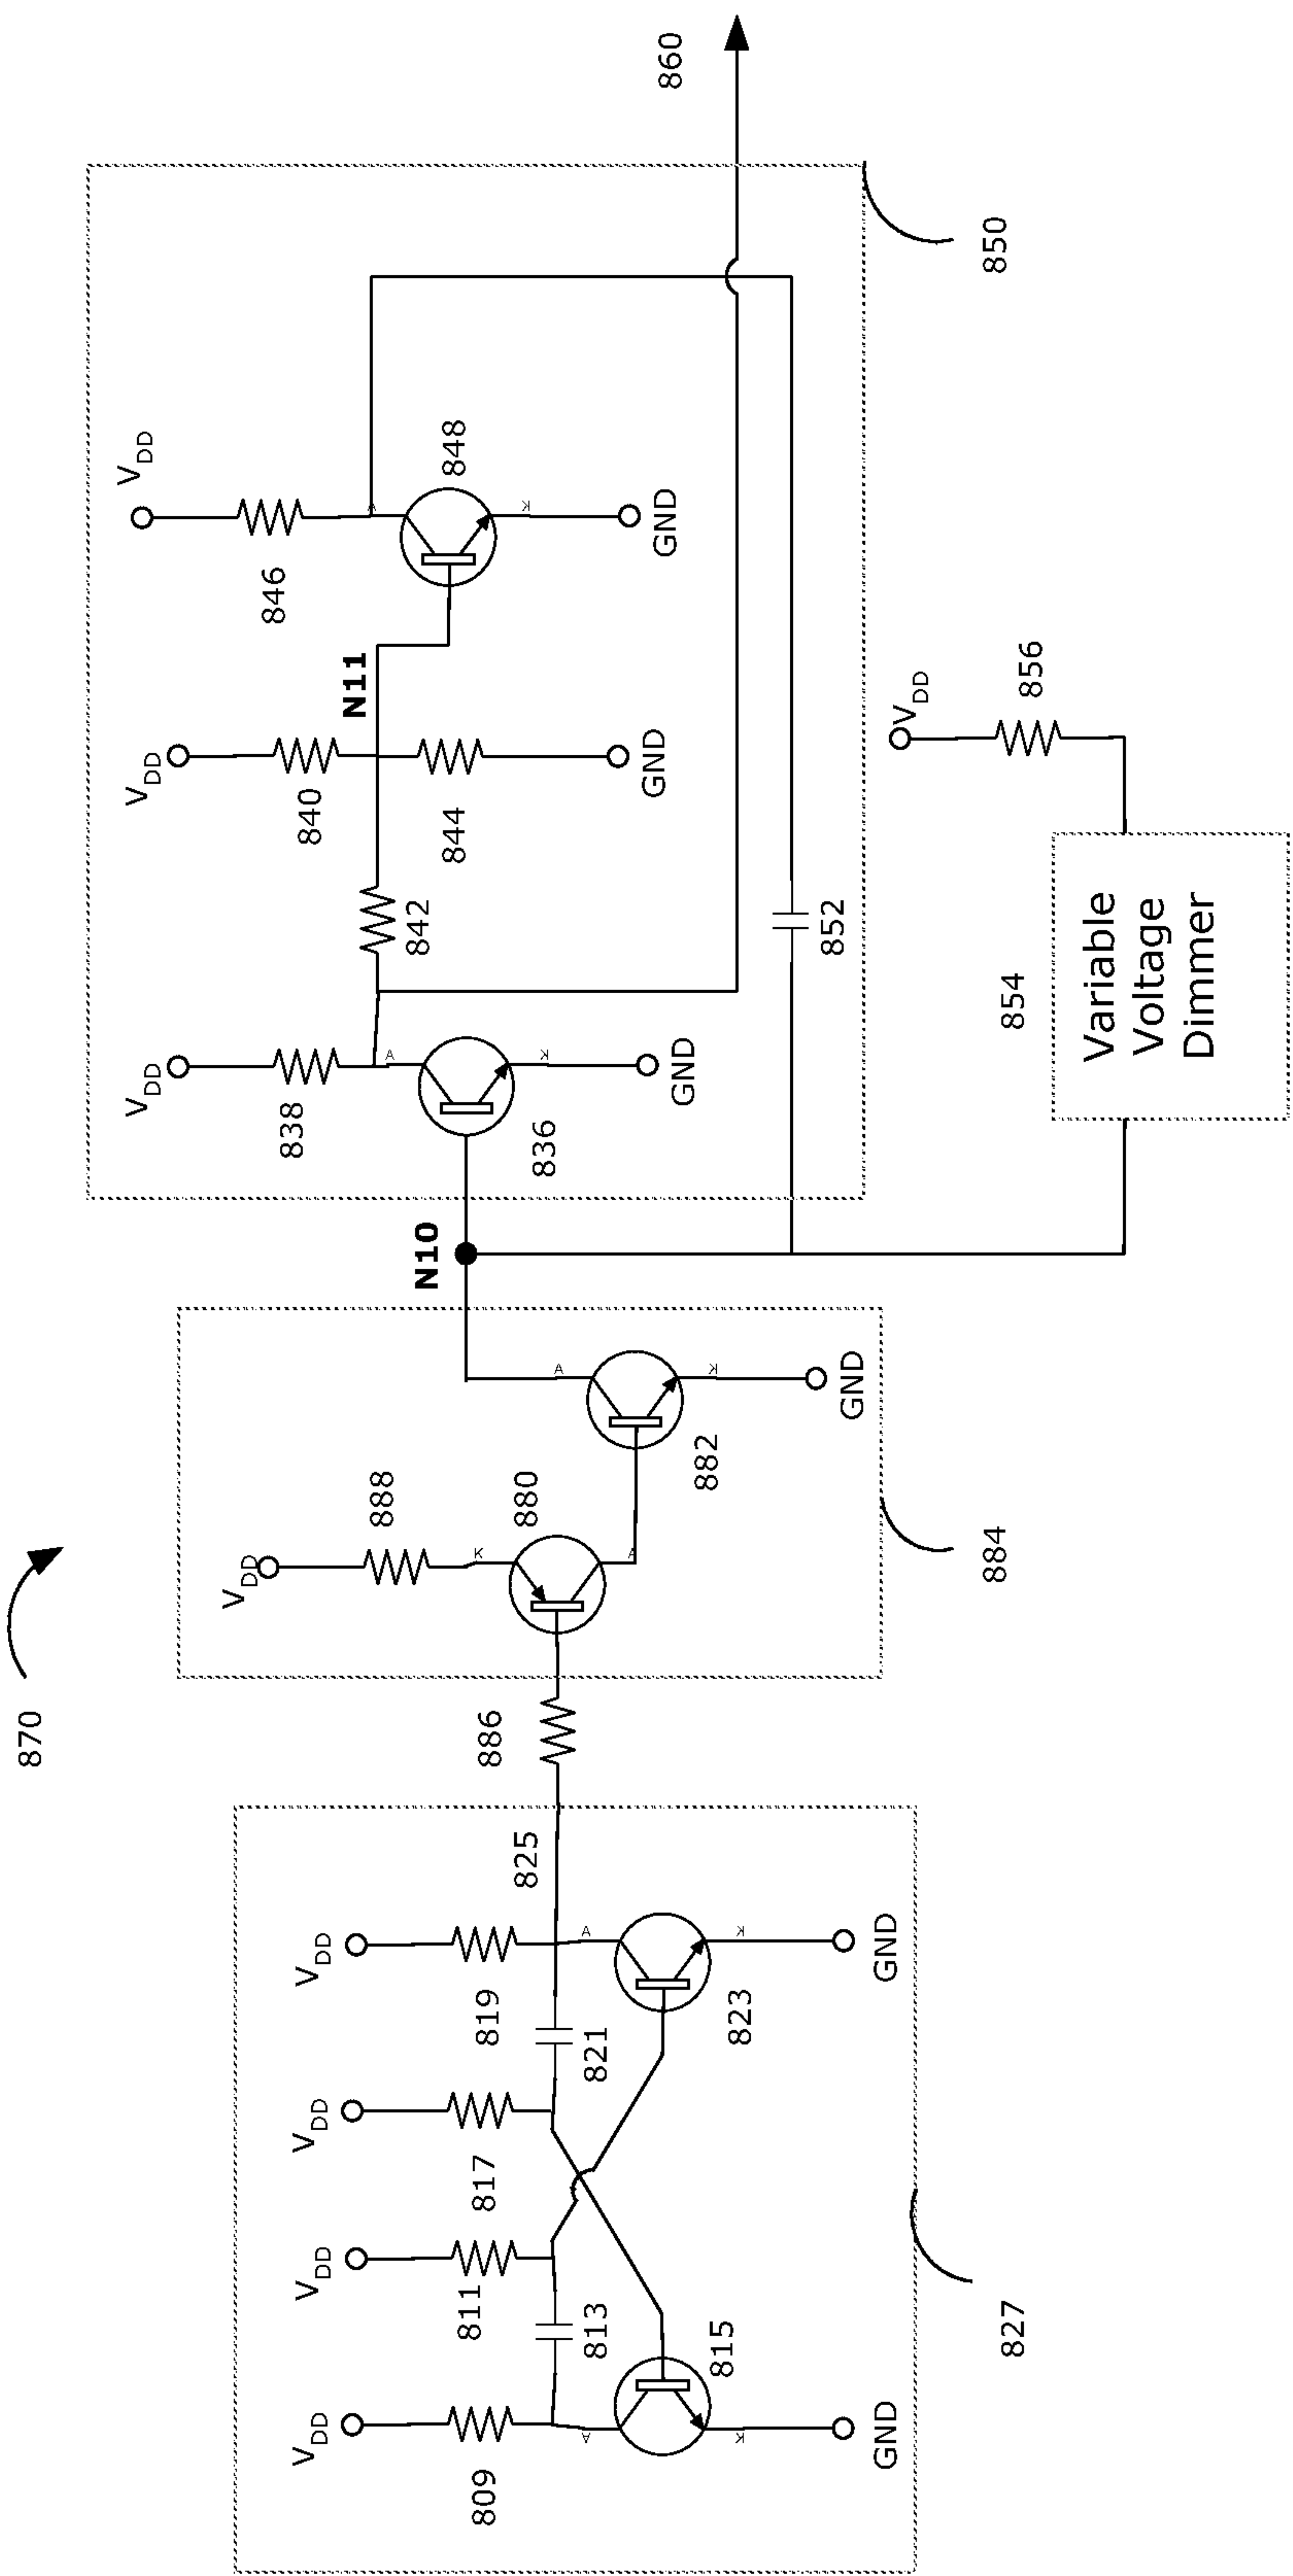 870
860
850
V_DD
846
848
N11
V_DD
840
844
GND
GND
842
V_DD
838
836
GND
852
A
K
A
K
N10
854
Variable
Voltage
Dimmer
V_DD
856
V_DD
888
880
882
884
GND
K
A
A
K
886
825
V_DD
V_DD
V_DD
V_DD
809
811
817
819
813
821
815
823
A
K
A
K
GND
GND
827